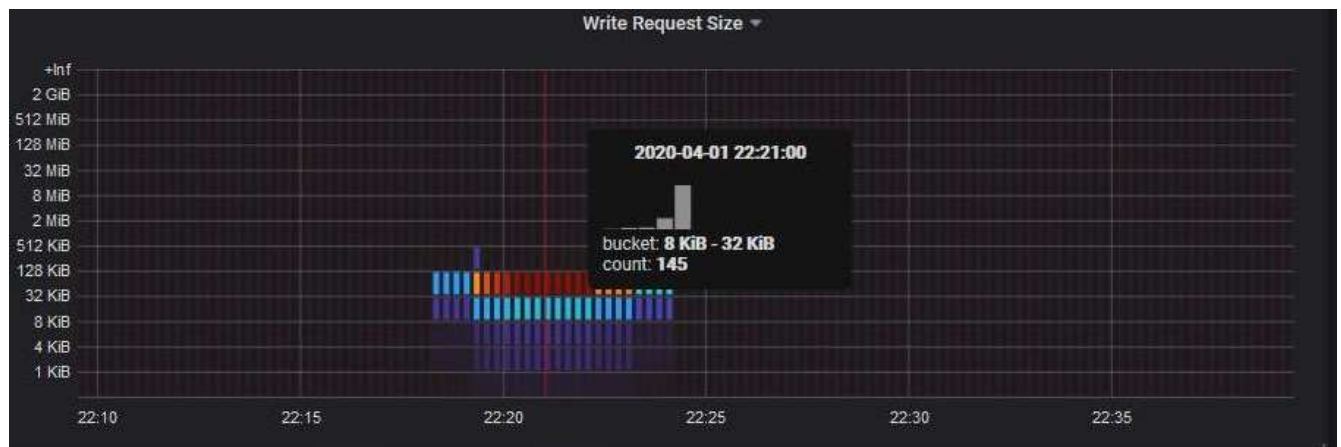 Write Request Size
+Inf
2 GiB
512 MiB
128 MiB
32 MiB
8 MiB
2 MiB
512 KiB
128 KiB
32 KiB
8 KiB
4 KiB
1 KiB
2020-04-01 22:21:00
bucket: 8 KiB - 32 KiB
count: 145
22:10 22:15 22:20 22:25 22:30 22:35